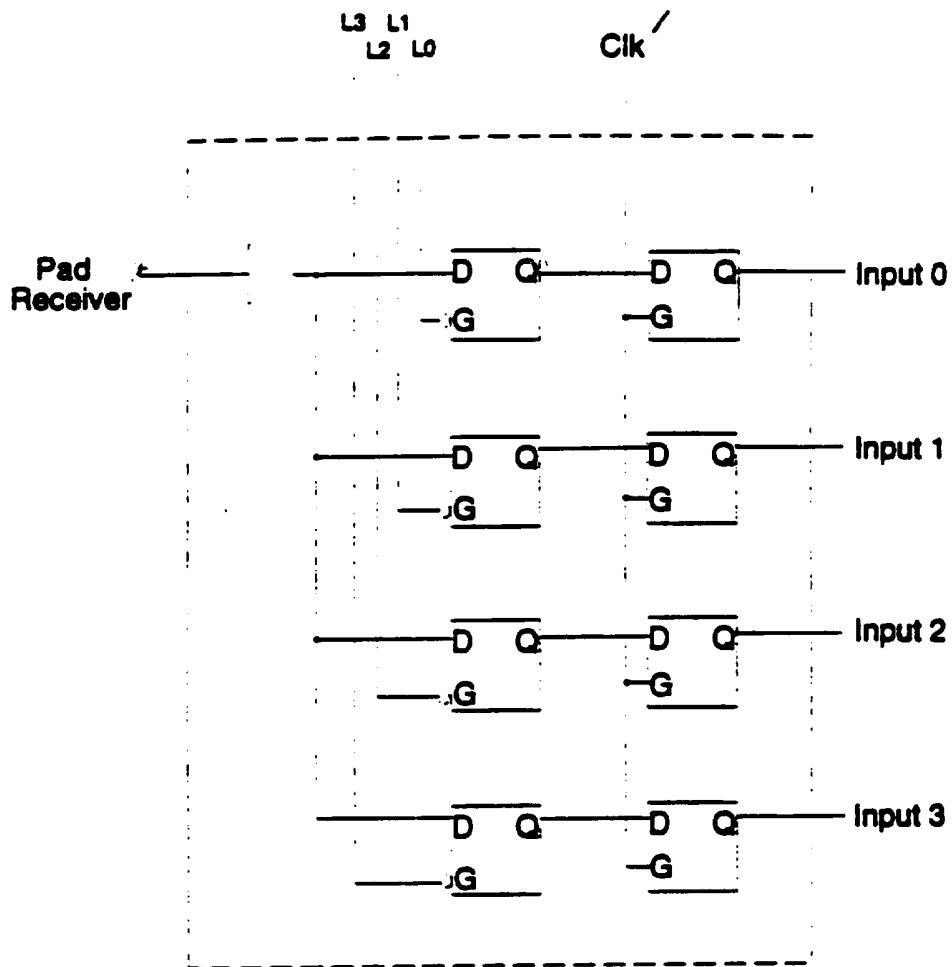 L3 L1
L2 L0
Clk
Pad
Receiver
D Q D Q Input 0
G G
D Q D Q Input 1
G G
D Q D Q Input 2
G G
D Q D Q Input 3
G G